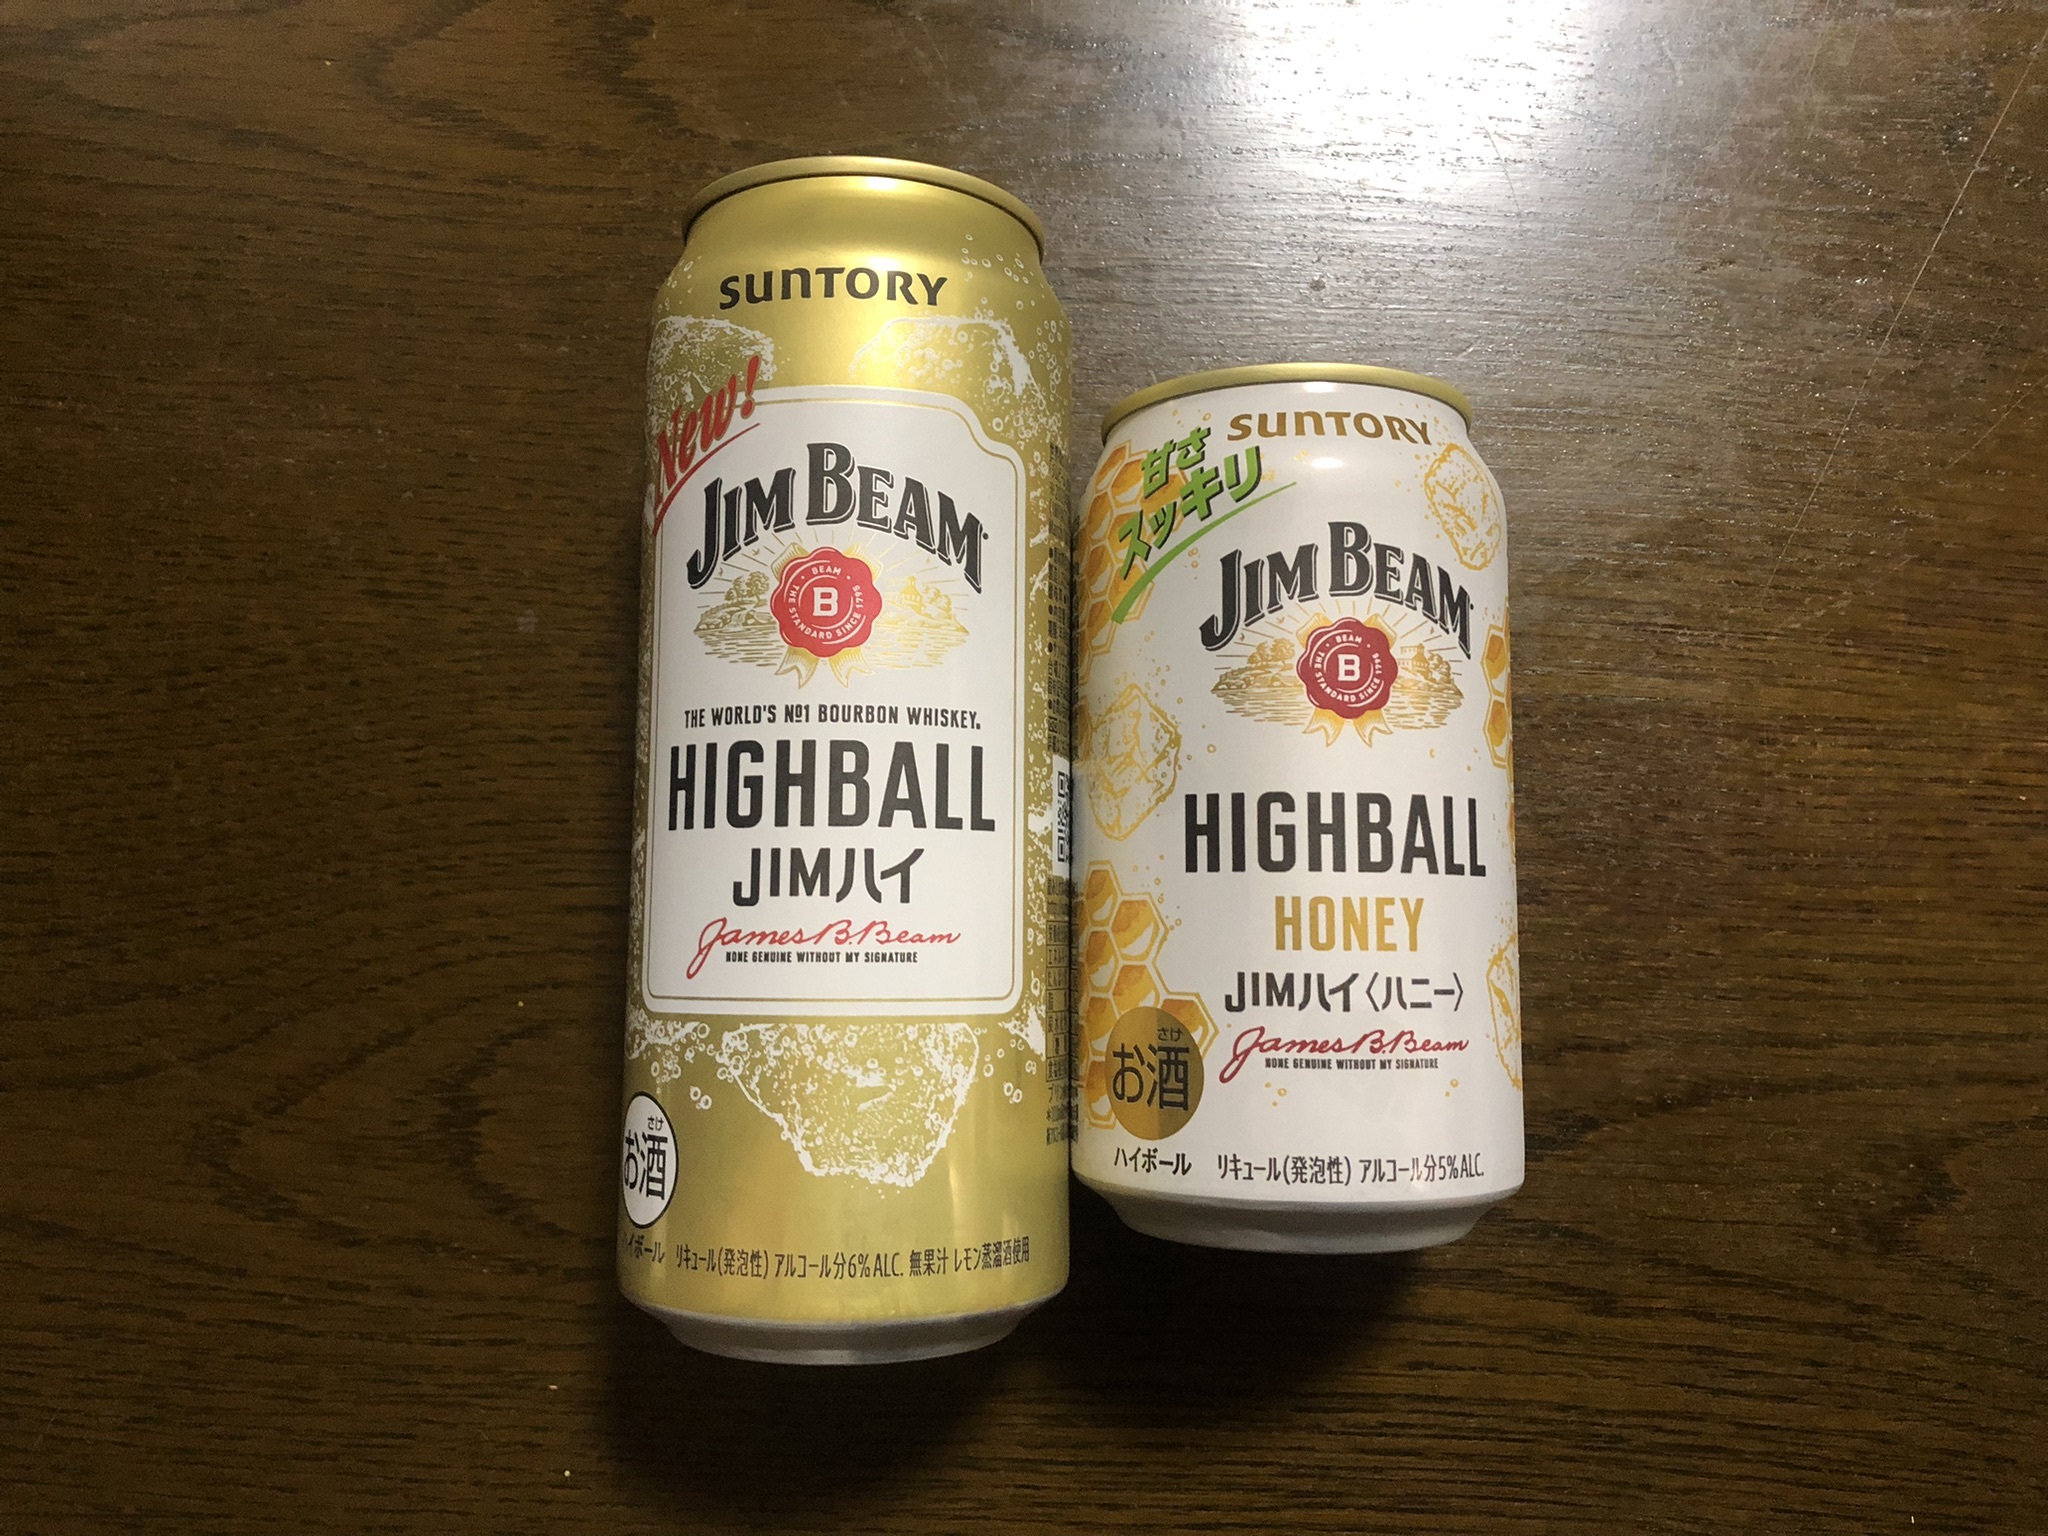 SUNTORY
New!
JIM BEAM
BEAM
B
THE STANDARD SINCE 1795
THE WORLD'S No1 BOURBON WHISKEY.
HIGHBALL
JIMハイ
James B. Beam
NONE GENUINE WITHOUT MY SIGNATURE
さけ
お酒
ハイボール リキュール(発泡性) アルコール分6%ALC. 無果汁 レモン蒸溜酒使用
SUNTORY
甘さ
スッキリ
JIM BEAM
BEAM
B
THE STANDARD SINCE 1795
HIGHBALL
HONEY
JIMハイ〈ハニー〉
James B. Beam
NONE GENUINE WITHOUT MY SIGNATURE
さけ
お酒
ハイボール リキュール(発泡性) アルコール分5%ALC.